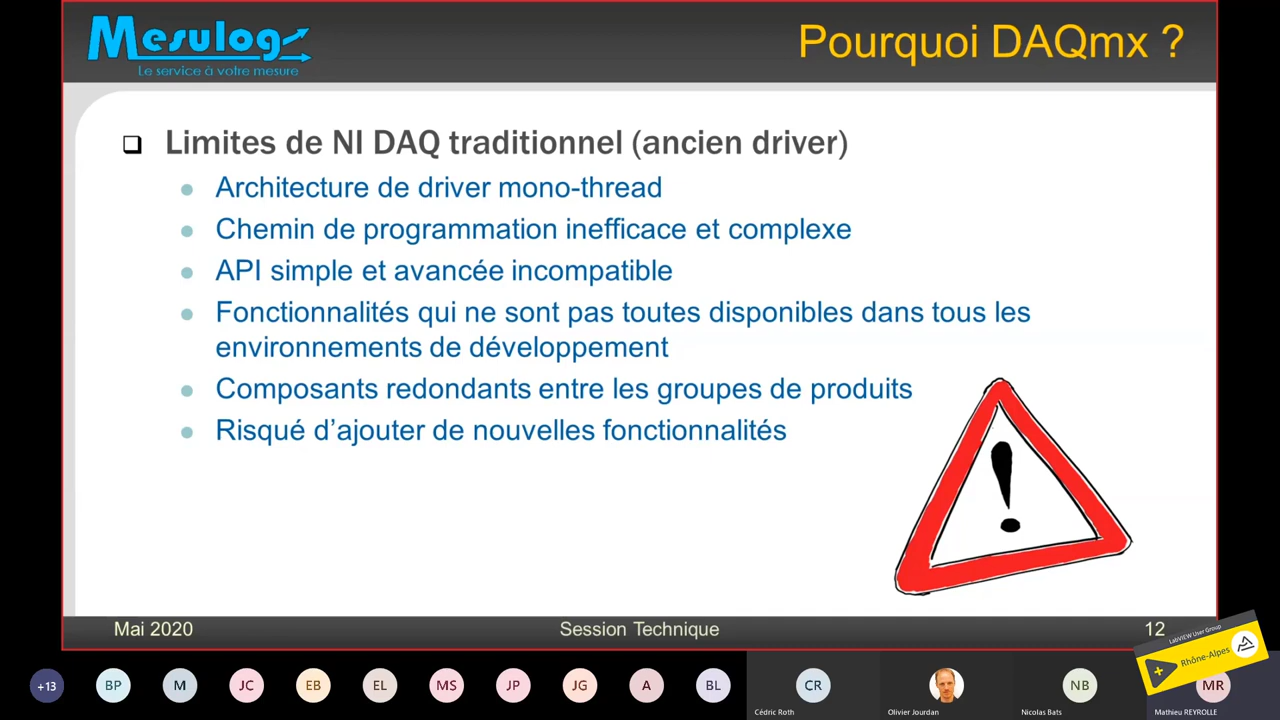 Mesulog
Le service à votre mesure
Pourquoi DAQmx ?
Limites de NI DAQ traditionnel (ancien driver)
Architecture de driver mono-thread
Chemin de programmation inefficace et complexe
API simple et avancée incompatible
Fonctionnalités qui ne sont pas toutes disponibles dans tous les
environnements de développement
Composants redondants entre les groupes de produits
Risqué d’ajouter de nouvelles fonctionnalités
Mai 2020
Session Technique
12
LabVIEW User Group
Rhône-Alpes
+13
BP
M
JC
EB
EL
MS
JP
JG
A
BL
CR
NB
MR
Cédric Roth
Olivier Jourdan
Nicolas Bats
Mathieu REYROLLE